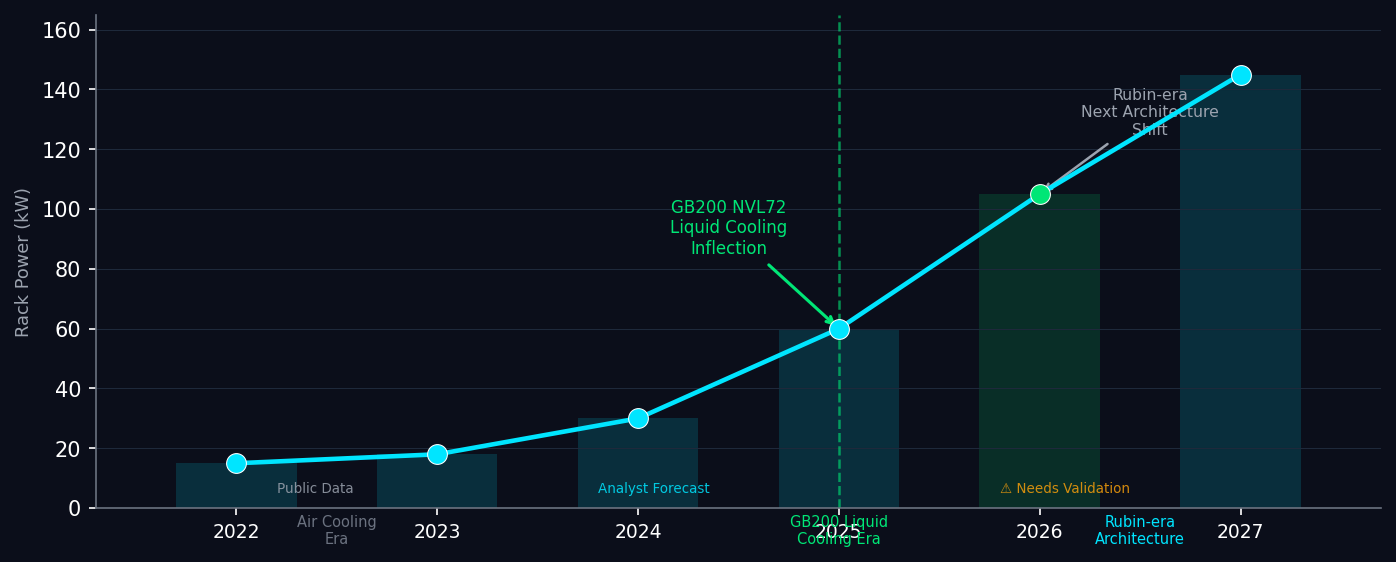 160
140
120
100
80
60
40
20
0
Rack Power (kW)
Rubin-era
Next Architecture
Shift
GB200 NVL72
Liquid Cooling
Inflection
Public Data
Analyst Forecast
⚠ Needs Validation
2022
2023
2024
2025
2026
2027
Air Cooling
Era
GB200 Liquid
Cooling Era
Rubin-era
Architecture